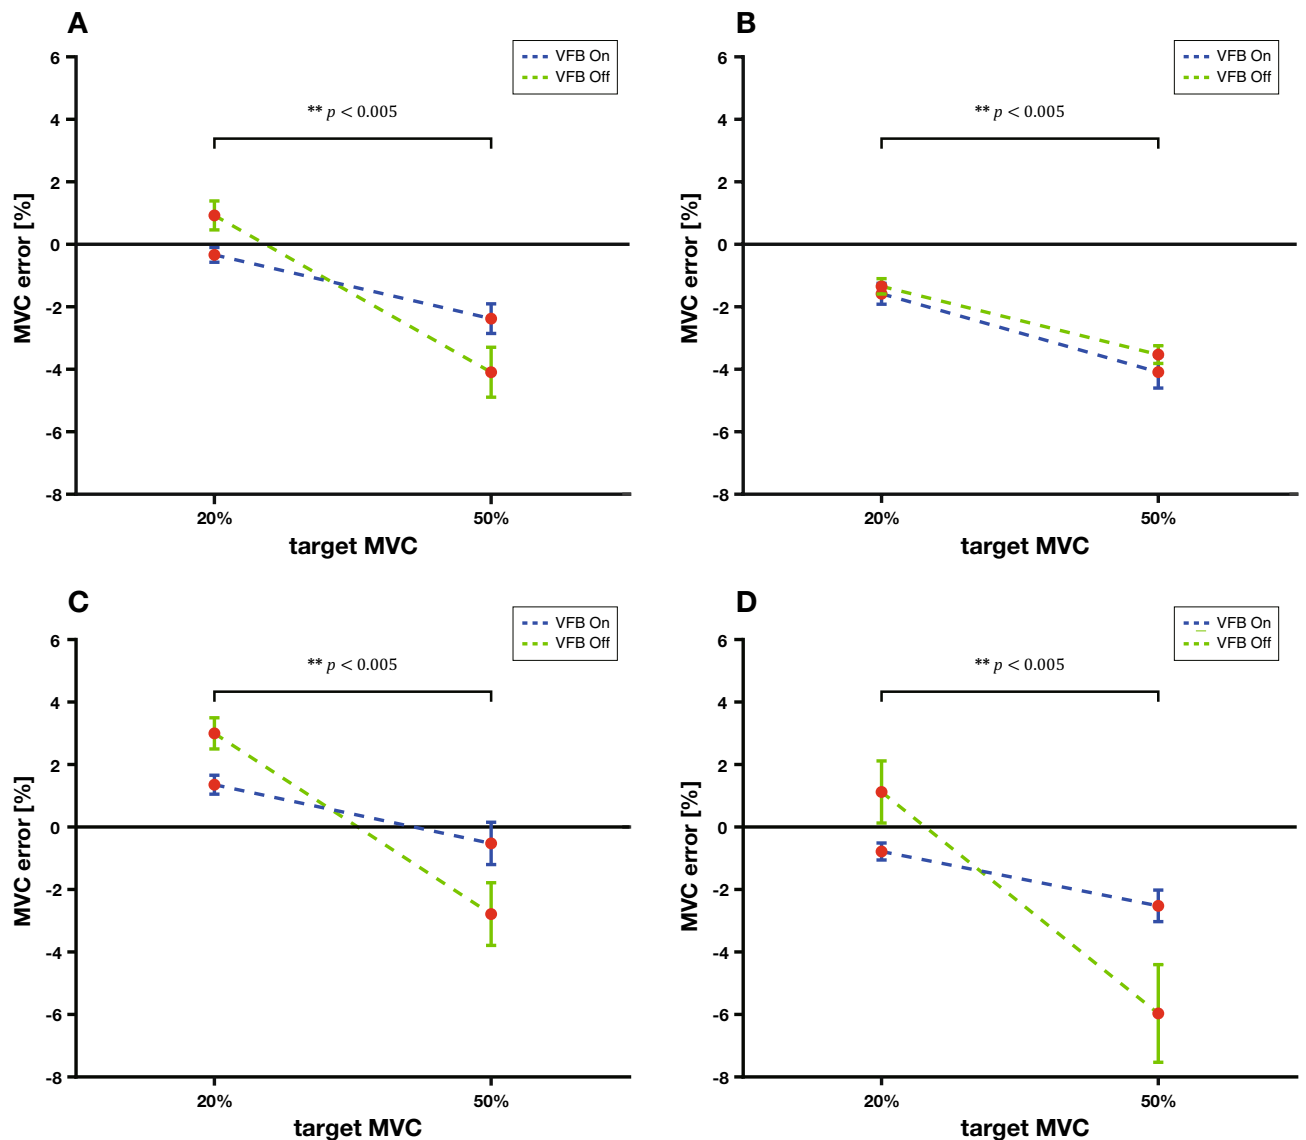 A
VFB On
VFB Off
** p < 0.005
6
4
2
0
-2
-4
-6
-8
MVC error [%]
20%
50%
target MVC
B
VFB On
VFB Off
** p < 0.005
6
4
2
0
-2
-4
-6
-8
MVC error [%]
20%
50%
target MVC
C
VFB On
VFB Off
** p < 0.005
6
4
2
0
-2
-4
-6
-8
MVC error [%]
20%
50%
target MVC
D
VFB On
VFB Off
** p < 0.005
6
4
2
0
-2
-4
-6
-8
MVC error [%]
20%
50%
target MVC